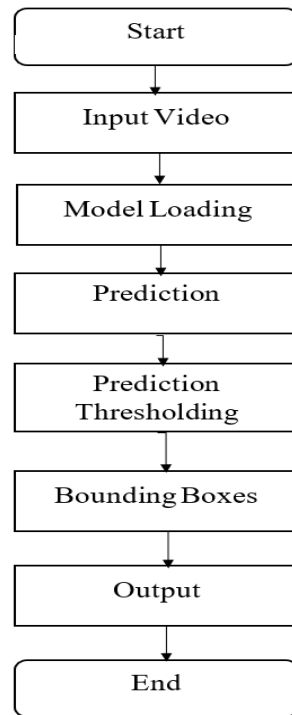 Start
Input Video
Model Loading
Prediction
Prediction
Thresholding
Bounding Boxes
Output
End